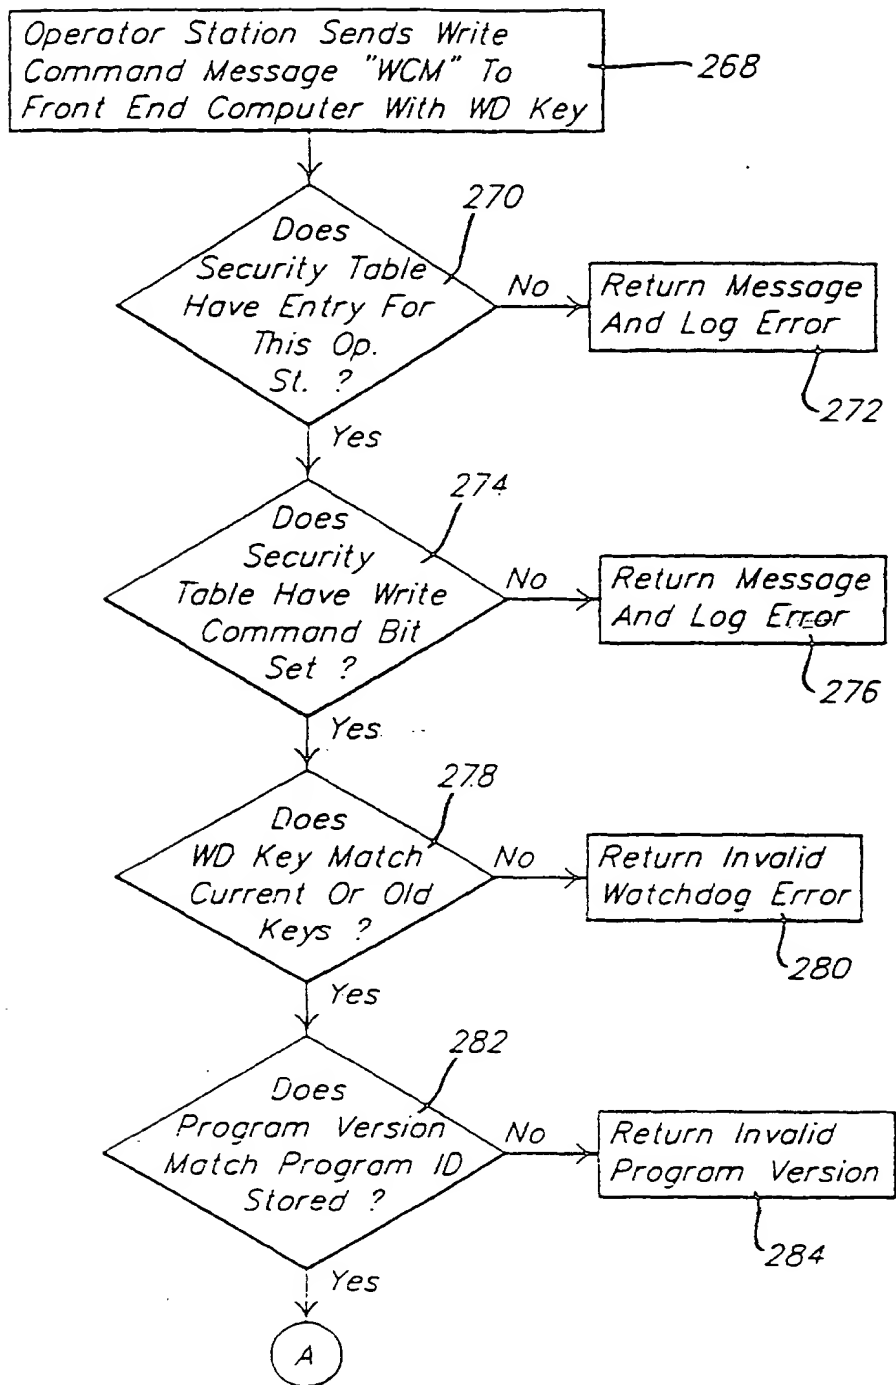 Operator Station Sends Write
Command Message "WCM" To
Front End Computer With WD Key
268
270
Does
Security Table
Have Entry For
This Op.
St. ?
No
Return Message
And Log Error
272
Yes
274
Does
Security
Table Have Write
Command Bit
Set ?
No
Return Message
And Log Error
276
Yes
278
Does
WD Key Match
Current Or Old
Keys ?
No
Return Invalid
Watchdog Error
280
Yes
282
Does
Program Version
Match Program ID
Stored ?
No
Return Invalid
Program Version
284
Yes
A